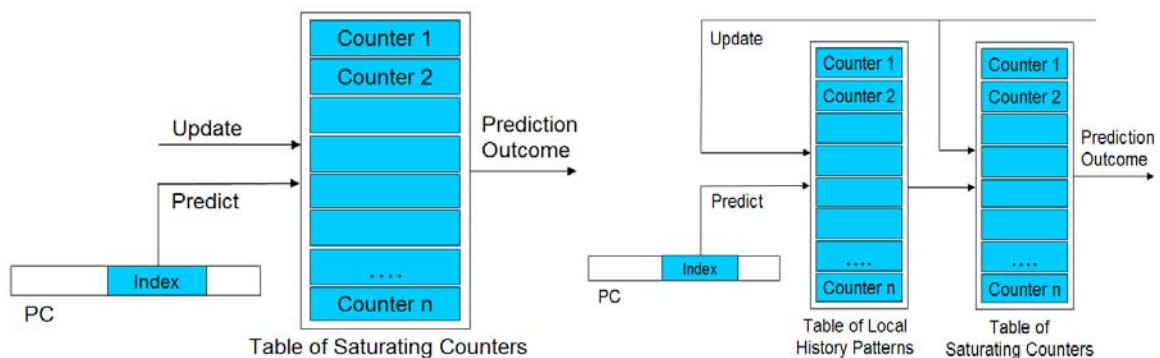 Counter 1
Counter 2
Update
Prediction
Outcome
Predict
Index
....
Counter n
PC
Table of Saturating Counters
Update
Counter 1
Counter 2
Counter 1
Counter 2
Prediction
Outcome
Predict
Index
....
....
PC
Counter n
Counter n
Table of Local
History Patterns
Table of
Saturating Counters